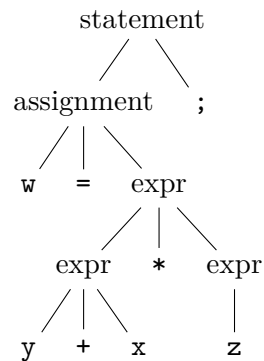 statement
assignment ;
w = expr
expr * expr
y + x z